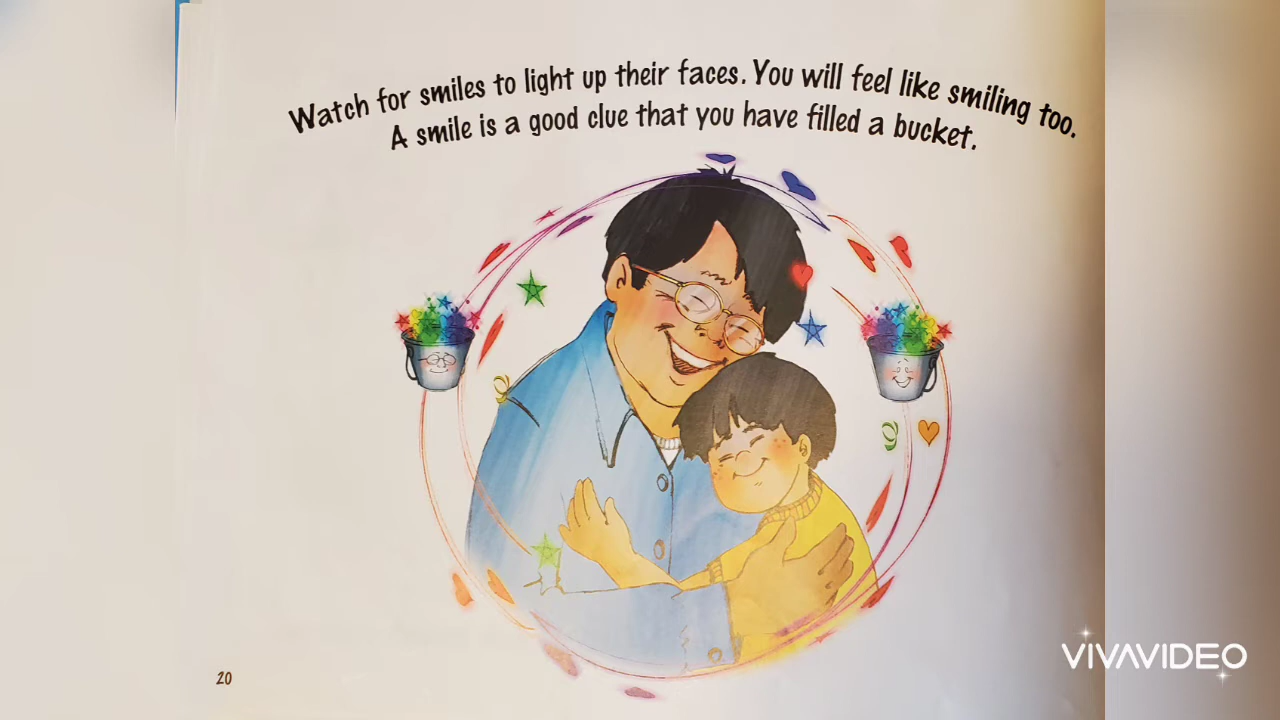 Watch for smiles to light up their faces. You will feel like smiling too.
A smile is a good clue that you have filled a bucket.
20
VIVAVIDEO